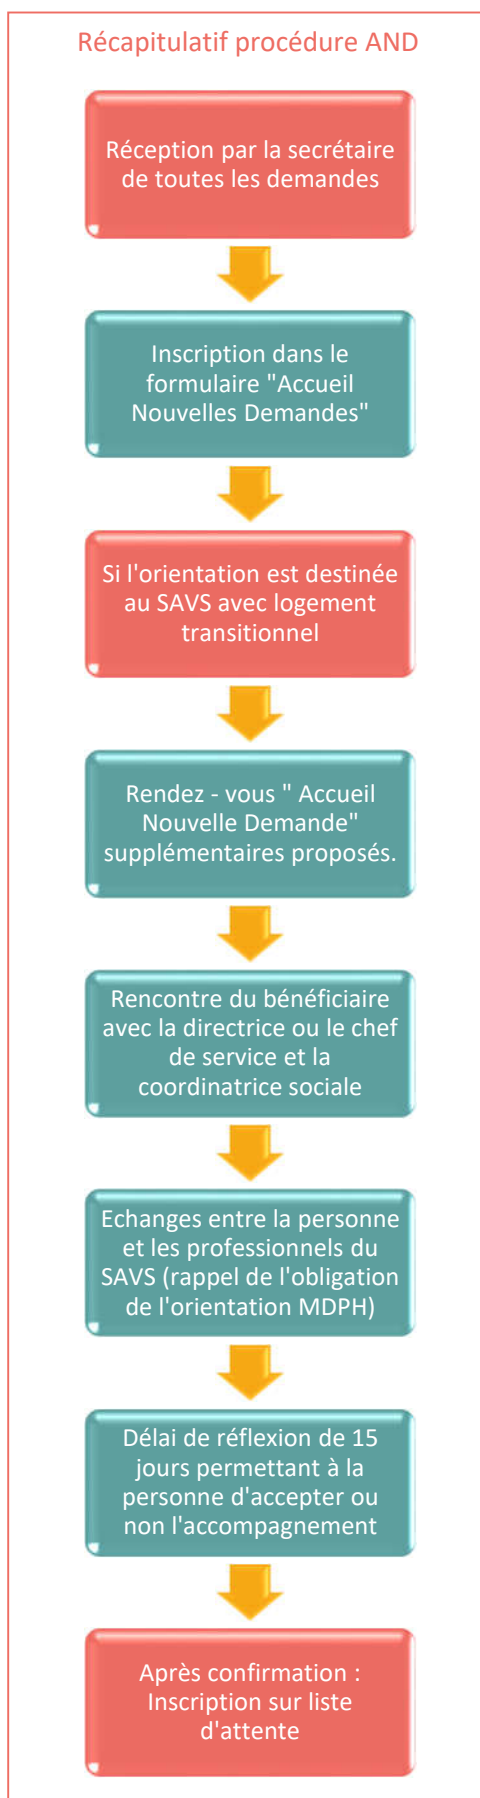 Récapitulatif procédure AND
Réception par la secrétaire
de toutes les demandes
Inscription dans le
formulaire "Accueil
Nouvelles Demandes"
Si l'orientation est destinée
au SAVS avec logement
transitionnel
Rendez - vous " Accueil
Nouvelle Demande"
supplémentaires proposés.
Rencontre du bénéficiaire
avec la directrice ou le chef
de service et la
coordinatrice sociale
Echanges entre la personne
et les professionnels du
SAVS (rappel de l'obligation
de l'orientation MDPH)
Délai de réflexion de 15
jours permettant à la
personne d'accepter ou
non l'accompagnement
Après confirmation :
Inscription sur liste
d'attente